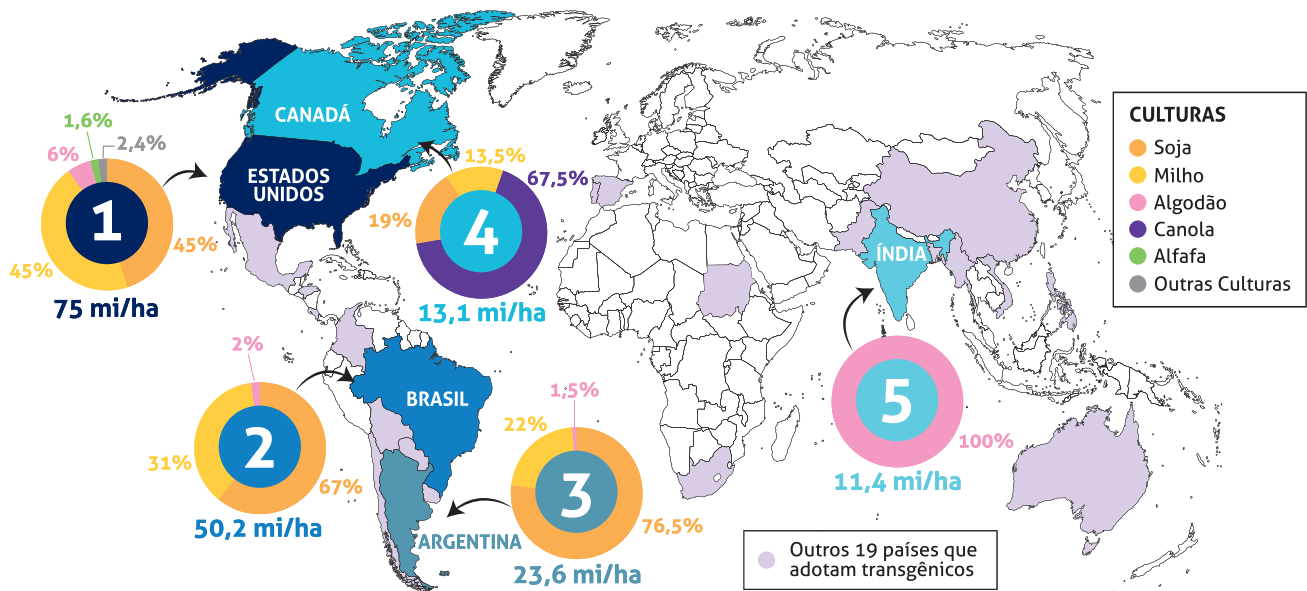 CANADÁ
ESTADOS
UNIDOS
1,6%
2,4%
6%
45%
45%
1
75 mi/ha
13,5%
67,5%
19%
4
13,1 mi/ha
CULTURAS
Soja
Milho
Algodão
Canola
Alfafa
Outras Culturas
ÍNDIA
5
100%
11,4 mi/ha
BRASIL
2%
31%
67%
2
50,2 mi/ha
1,5%
22%
76,5%
3
ARGENTINA
23,6 mi/ha
Outros 19 países que
adotam transgênicos